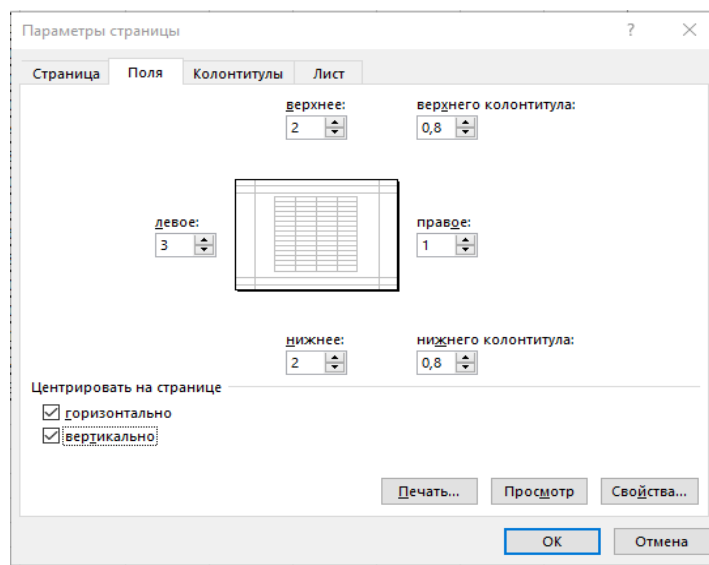 Параметры страницы ?
Страница Поля Колонтитулы Лист
верхнее: верхнего колонтитула:
2 0,8
левое: правое:
3 1
нижнее: нижнего колонтитула:
2 0,8
Центрировать на странице
горизонтально
вертикально
Печать... Просмотр Свойства...
ОК Отмена